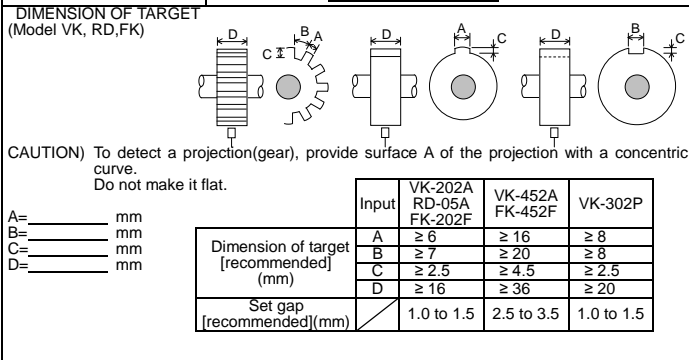 DIMENSION OF TARGET
(Model VK, RD,FK)
D
C
B
A
D
A
C
D
B
C
CAUTION) To detect a projection(gear), provide surface A of the projection with a concentric
curve.
Do not make it flat.
A=________ mm
B=________ mm
C=________ mm
D=________ mm
Input VK-202A RD-05A FK-202F VK-452A FK-452F VK-302P
Dimension of target [recommended] (mm)
A ≥ 6 ≥ 16 ≥ 8
B ≥ 7 ≥ 20 ≥ 8
C ≥ 2.5 ≥ 4.5 ≥ 2.5
D ≥ 16 ≥ 36 ≥ 20
Set gap [recommended](mm) 1.0 to 1.5 2.5 to 3.5 1.0 to 1.5